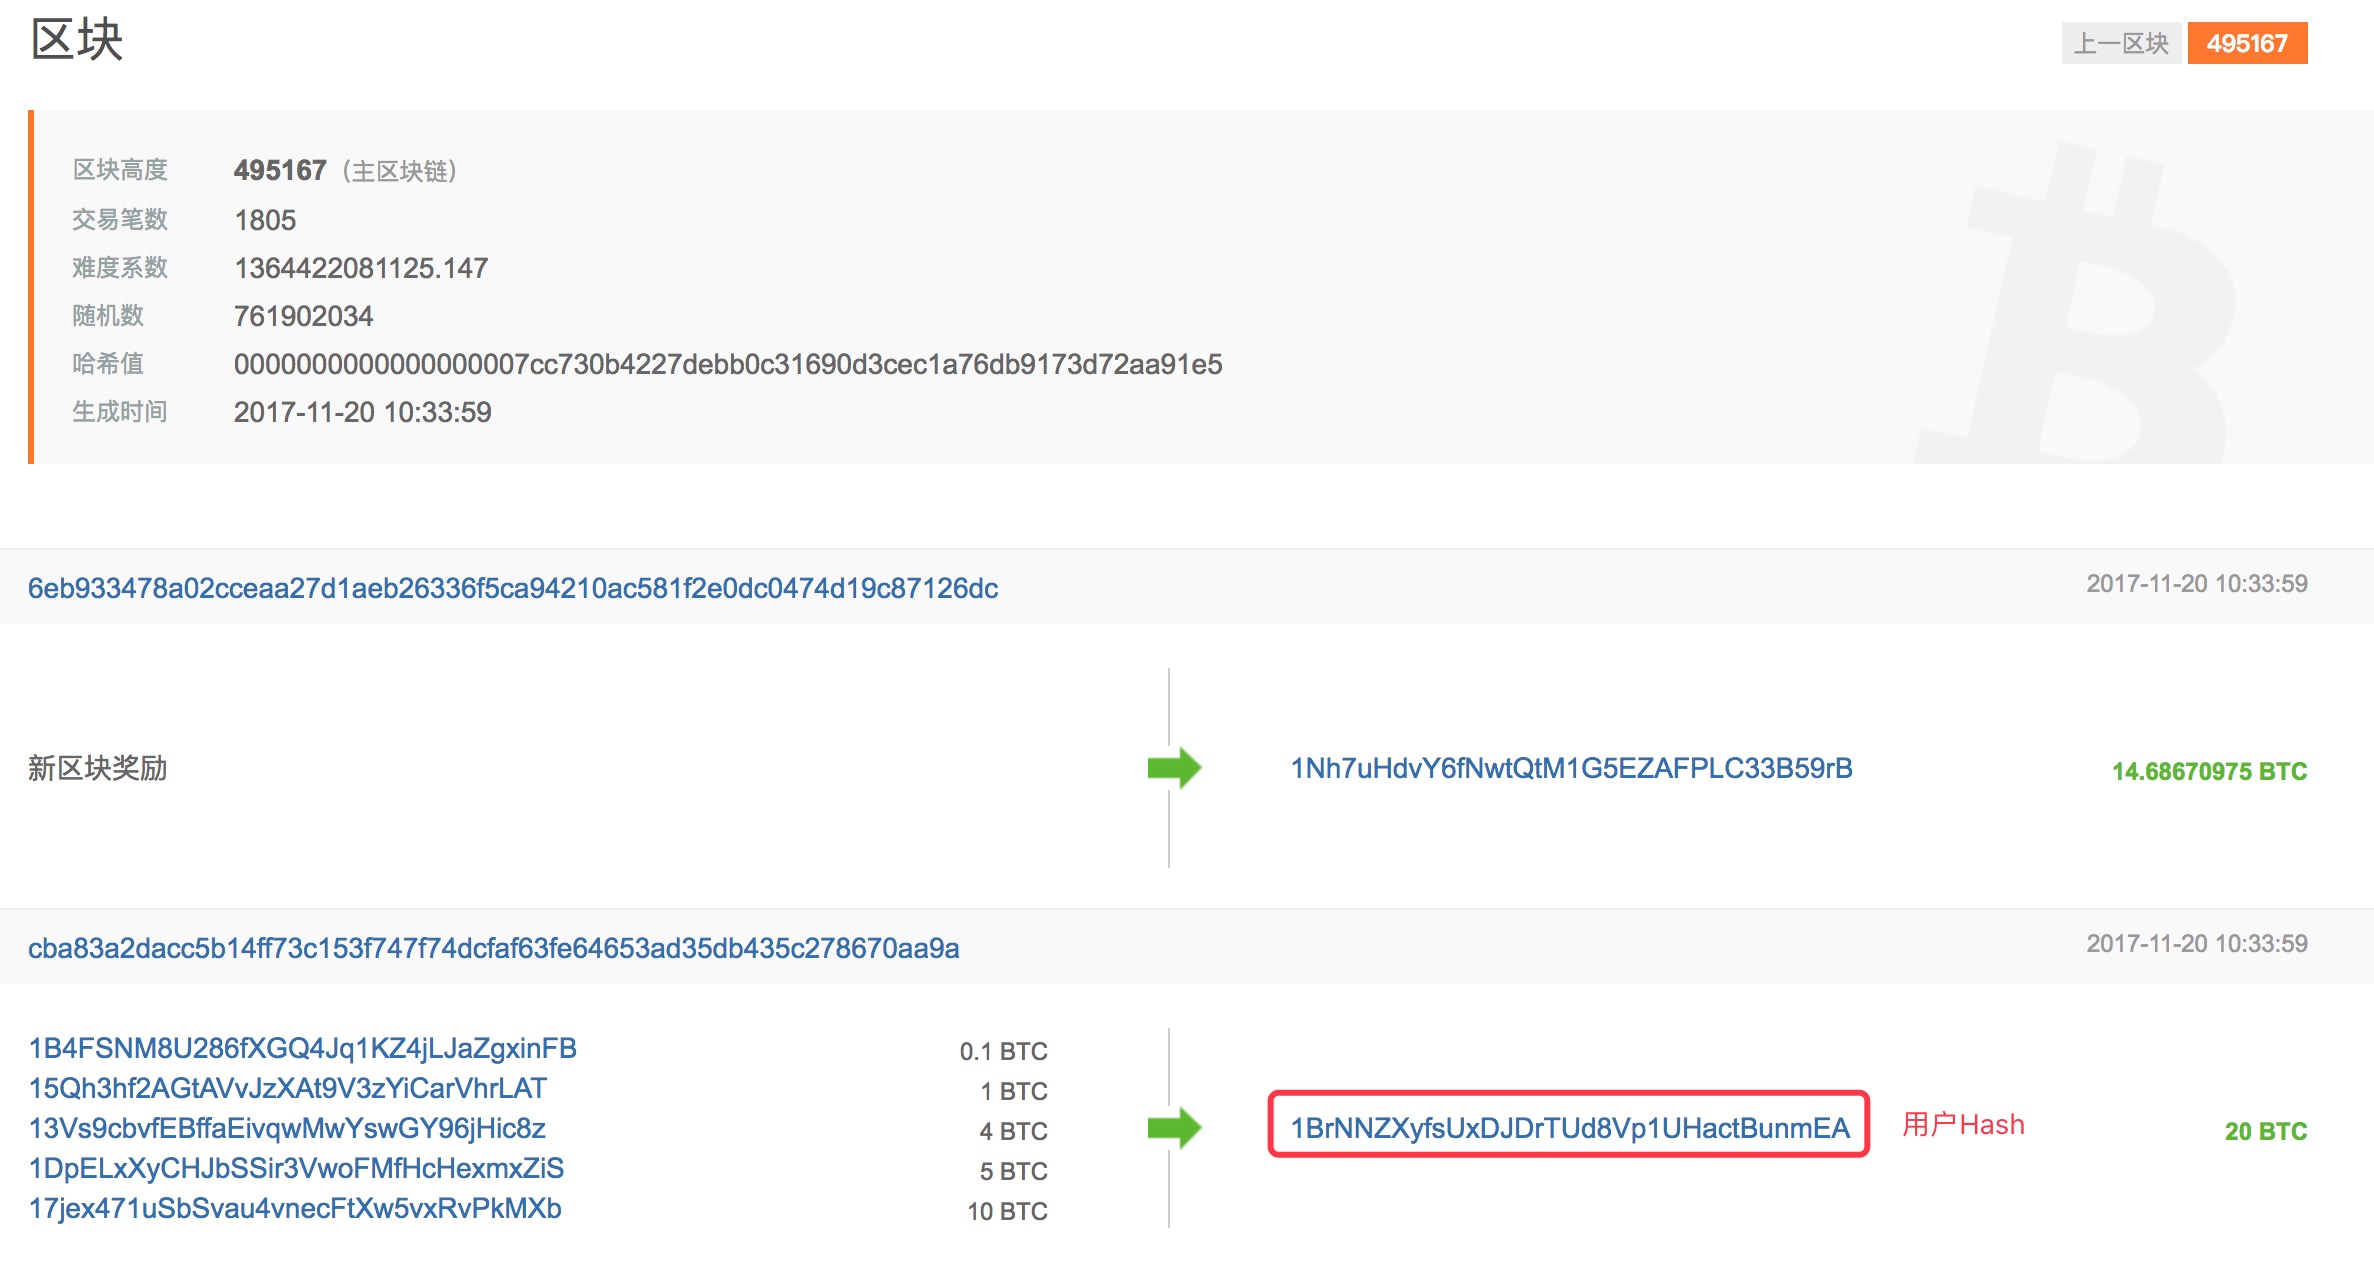 区块
上一区块 495167
区块高度 495167 (主区块链)
交易笔数 1805
难度系数 1364422081125.147
随机数 761902034
哈希值 0000000000000000007cc730b4227debb0c31690d3cec1a76db9173d72aa91e5
生成时间 2017-11-20 10:33:59
6eb933478a02cceaa27d1aeb26336f5ca94210ac581f2e0dc0474d19c87126dc 2017-11-20 10:33:59
新区块奖励 1Nh7uHdvY6fNwtQtM1G5EZAFPLC33B59rB 14.68670975 BTC
cba83a2dacc5b14ff73c153f747f74dcfaf63fe64653ad35db435c278670aa9a 2017-11-20 10:33:59
1B4FSNM8U286fXGQ4Jq1KZ4jLJaZgxinFB 0.1 BTC
15Qh3hf2AGtAVvJzXAt9V3zYiCarVhrLAT 1 BTC
13Vs9cbvfEBffaEivqwMwYswGY96jHic8z 4 BTC
1BrNNZXyfsUxDJDrTUd8Vp1UHactBunmEA 用户Hash 20 BTC
1DpELxXyCHJbSSir3VwoFMfHcHexmxZiS 5 BTC
17jex471uSbSvau4vnecFtXw5vxRvPkMXb 10 BTC